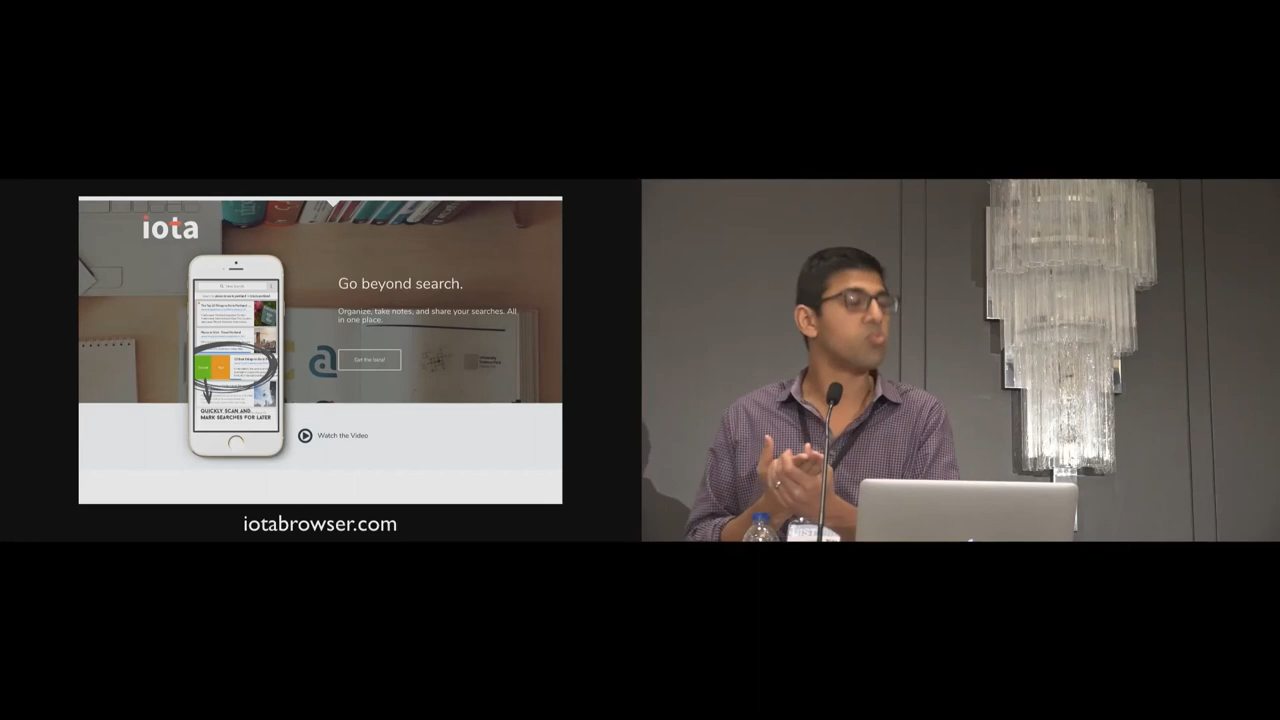 iota
Go beyond search.
Organize, take notes, and share your searches. All
in one place.
Get the iota!
QUICKLY SCAN AND
MARK SEARCHES FOR LATER
Watch the Video
iotabrowser.com